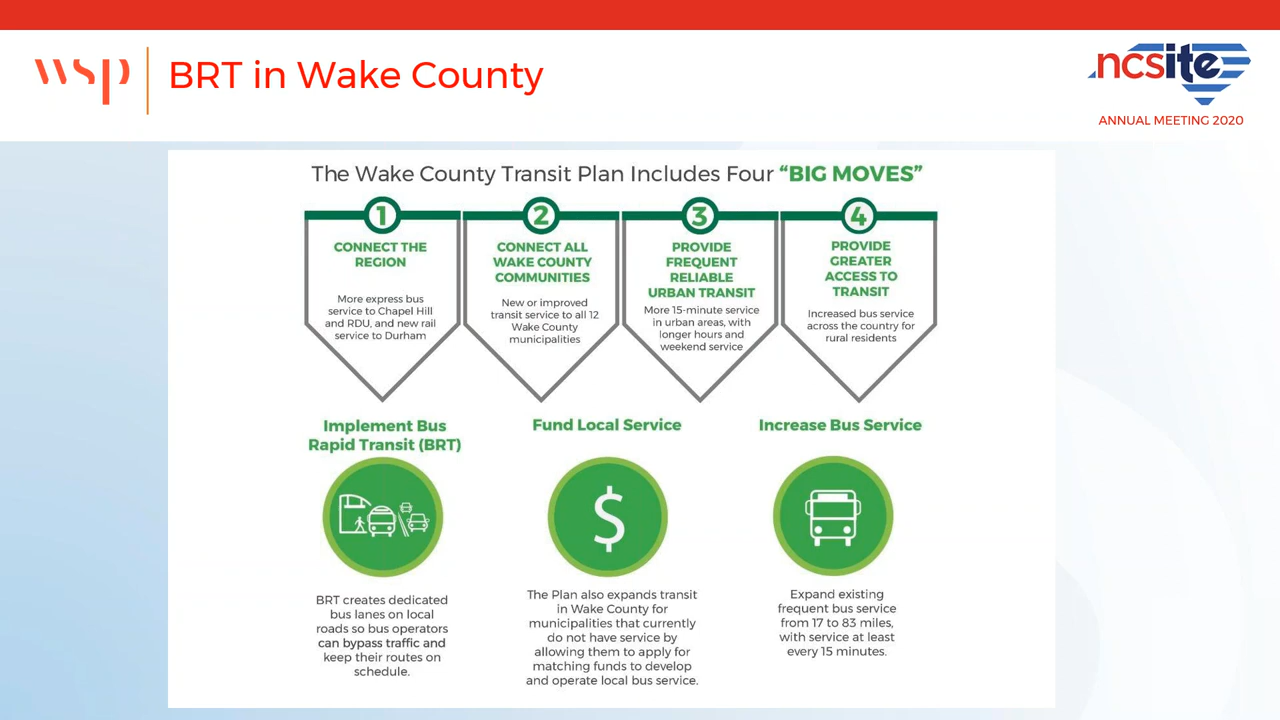 wsp
BRT in Wake County
ncsite
ANNUAL MEETING 2020
The Wake County Transit Plan Includes Four “BIG MOVES”
1
CONNECT THE
REGION
More express bus
service to Chapel Hill
and RDU, and new rail
service to Durham
2
CONNECT ALL
WAKE COUNTY
COMMUNITIES
New or improved
transit service to all 12
Wake County
municipalities
3
PROVIDE
FREQUENT
RELIABLE
URBAN TRANSIT
More 15-minute service
in urban areas, with
longer hours and
weekend service
4
PROVIDE
GREATER
ACCESS TO
TRANSIT
Increased bus service
across the country for
rural residents
Implement Bus
Rapid Transit (BRT)
BRT creates dedicated
bus lanes on local
roads so bus operators
can bypass traffic and
keep their routes on
schedule.
Fund Local Service
$
The Plan also expands transit
in Wake County for
municipalities that currently
do not have service by
allowing them to apply for
matching funds to develop
and operate local bus service.
Increase Bus Service
Expand existing
frequent bus service
from 17 to 83 miles,
with service at least
every 15 minutes.